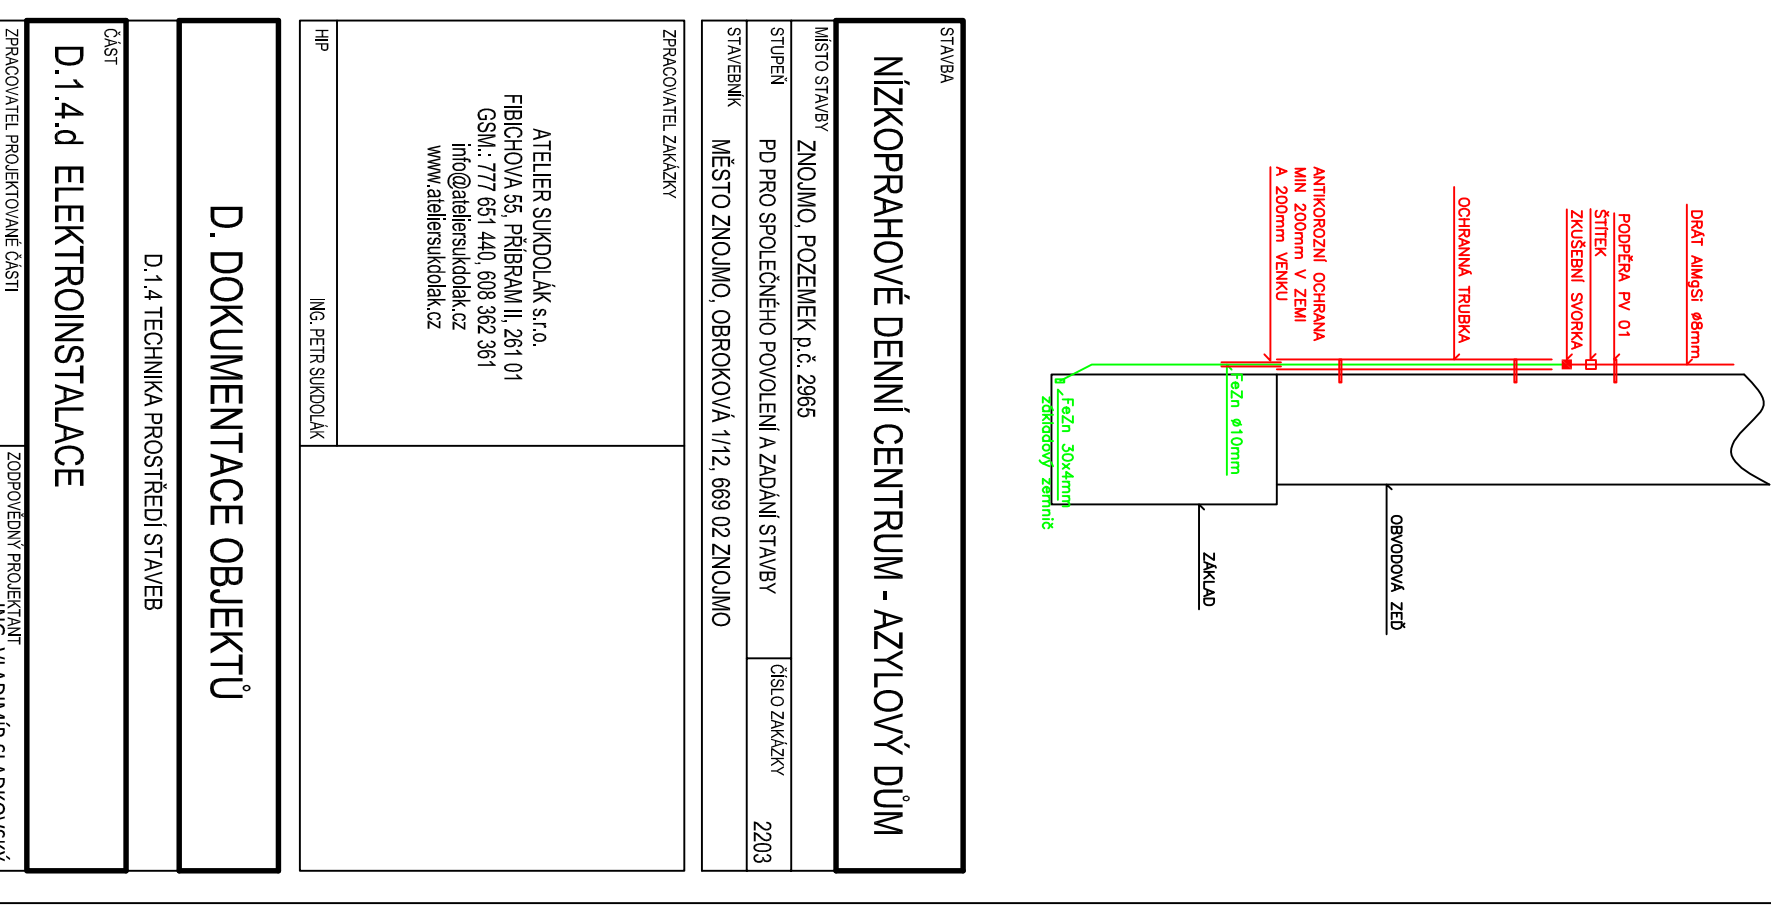 DRÁT AlMgSi ø8mm
PODPĚRA PV 01
ŠTÍTEK
ZKUŠEBNÍ SVORKA
OCHRANNÁ TRUBKA
ANTIKOROZNÍ OCHRANA
MIN 200mm V ZEMI
A 200mm VENKU
FeZn ø10mm
FeZn 30x4mm
základový zemnič
OBVODOVÁ ZEĎ
ZÁKLAD
STAVBA
NÍZKOPRAHOVÉ DENNÍ CENTRUM - AZYLOVÝ DŮM
MÍSTO STAVBY
ZNOJMO, POZEMEK p.č. 2965
STUPEŇ
PD PRO SPOLEČNÉHO POVOLENÍ A ZADÁNÍ STAVBY
ČÍSLO ZAKÁZKY
2203
STAVEBNÍK
MĚSTO ZNOJMO, OBROKOVÁ 1/12, 669 02 ZNOJMO
ZPRACOVATEL ZAKÁZKY
ATELIER SUKDOLÁK s.r.o.
FIBICHOVA 55, PŘÍBRAM II, 261 01
GSM.: 777 651 440, 608 362 361
info@ateliersukdolak.cz
www.ateliersukdolak.cz
HIP
ING. PETR SUKDOLÁK
D. DOKUMENTACE OBJEKTŮ
D.1.4 TECHNIKA PROSTŘEDÍ STAVEB
ČÁST
D.1.4.d ELEKTROINSTALACE
ZPRACOVATEL PROJEKTOVANÉ ČÁSTI
ZODPOVĚDNÝ PROJEKTANT
ING. VLADIMÍR SLADKOVSKÝ